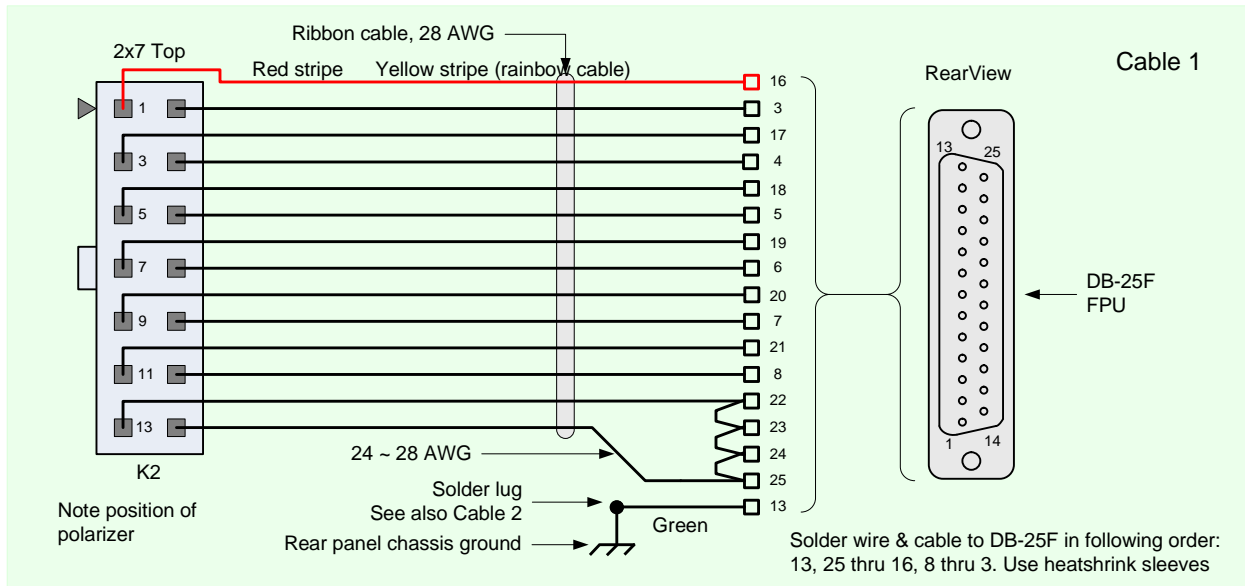 Ribbon cable, 28 AWG
2x7 Top
Red stripe
Yellow stripe (rainbow cable)
Cable 1
RearView
16
1
3
17
3
4
18
5
5
19
7
6
20
9
7
21
11
8
22
13
23
24
25
13
13
25
1
14
DB-25F
FPU
K2
24 ~ 28 AWG
Note position of
polarizer
Solder lug
See also Cable 2
Green
Rear panel chassis ground
Solder wire & cable to DB-25F in following order:
13, 25 thru 16, 8 thru 3. Use heatshrink sleeves